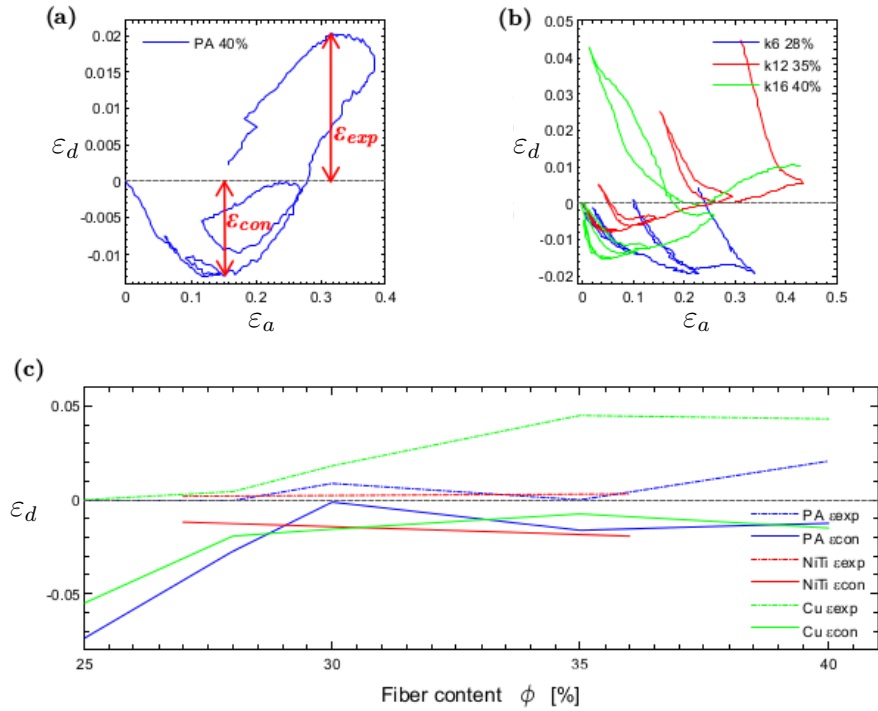 (a)
PA 40%
0.02
0.015
0.01
0.005
0
-0.005
-0.01
εd
εexp
εcon
0
0.1
0.2
0.3
0.4
εa
(b)
k6 28%
k12 35%
k16 40%
0.05
0.04
0.03
0.02
0.01
0
-0.01
-0.02
εd
0
0.1
0.2
0.3
0.4
0.5
εa
(c)
0.05
0
-0.05
εd
PA εexp
PA εcon
NiTi εexp
NiTi εcon
Cu εexp
Cu εcon
25
30
35
40
Fiber content ϕ [%]